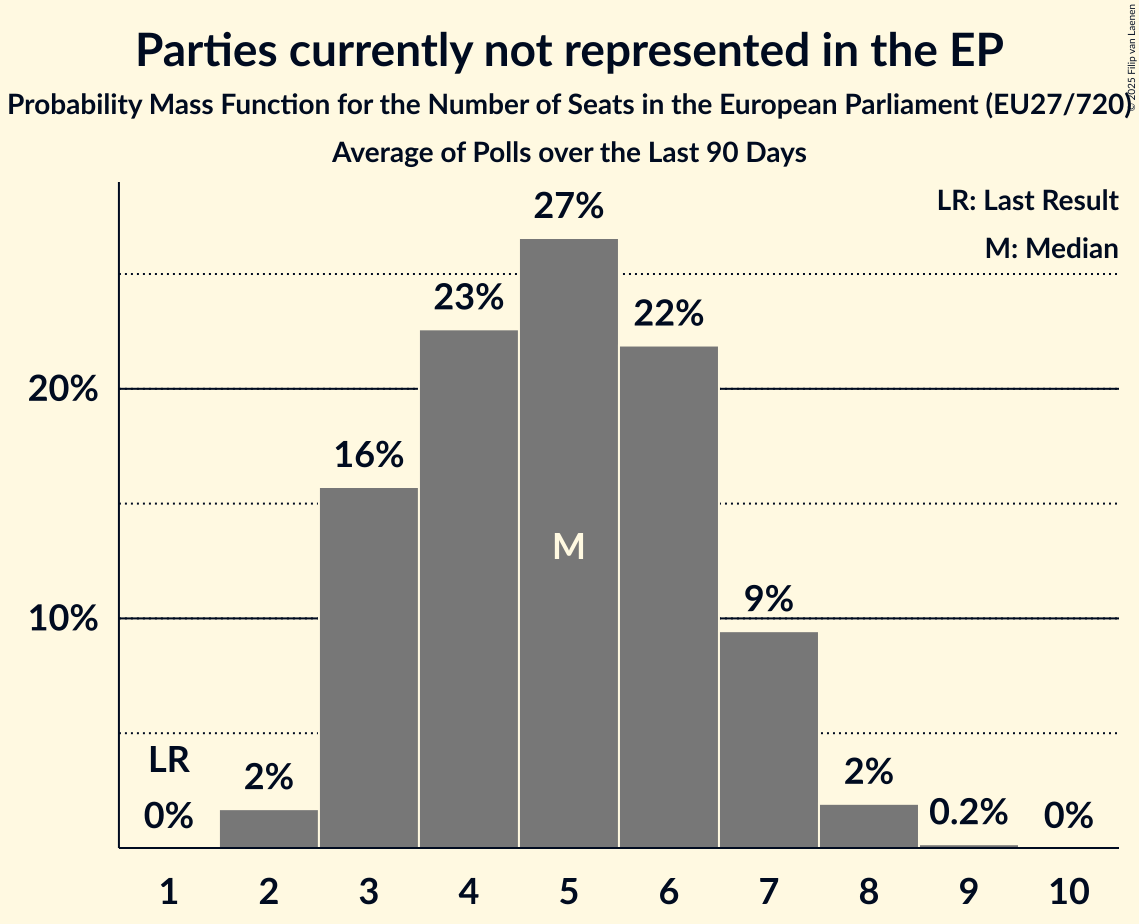 Parties currently not represented in the EP
Probability Mass Function for the Number of Seats in the European Parliament (EU27/720)
Average of Polls over the Last 90 Days
© 2025 Filip van Laenen
LR: Last Result
M: Median
27%
23%
22%
20%
16%
M
10%
9%
LR
0%
2%
2%
0.2%
0%
1 2 3 4 5 6 7 8 9 10